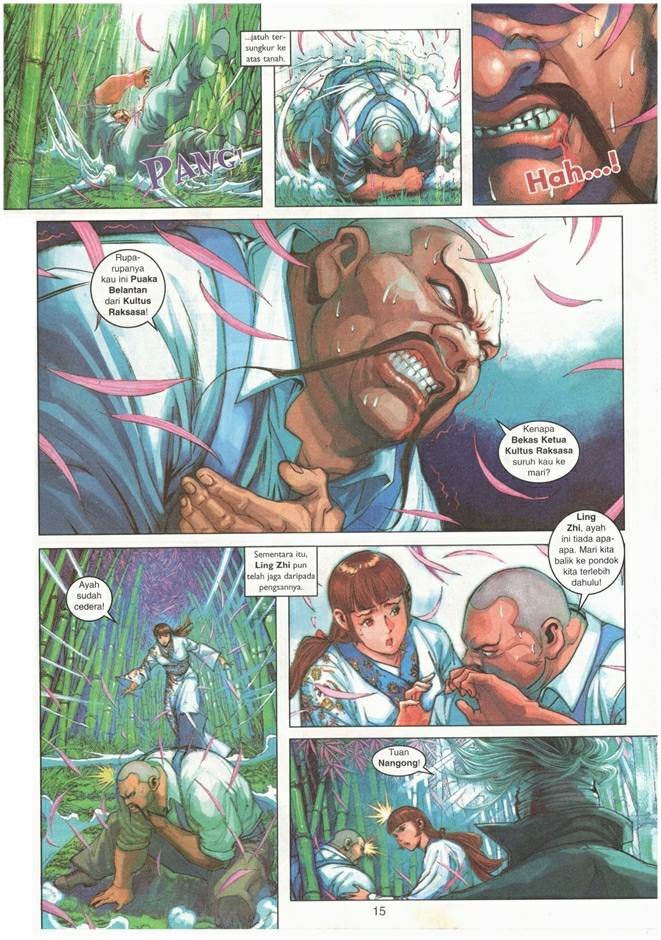 ...jatuh ter-
sungkur ke
atas tanah.
PANG!
Hah...!
Rupa-
rupanya
kau ini Puaka
Belantan
dari Kultus
Raksasa!
Kenapa
Bekas Ketua
Kultus Raksasa
suruh kau ke
mari?
Ayah
sudah
cedera!
Sementara itu,
Ling Zhi pun
telah jaga daripada
pengsannya.
Ling
Zhi, ayah
ini tiada apa-
apa. Mari kita
balik ke pondok
kita terlebih
dahulu!
Tuan
Nangong!
15